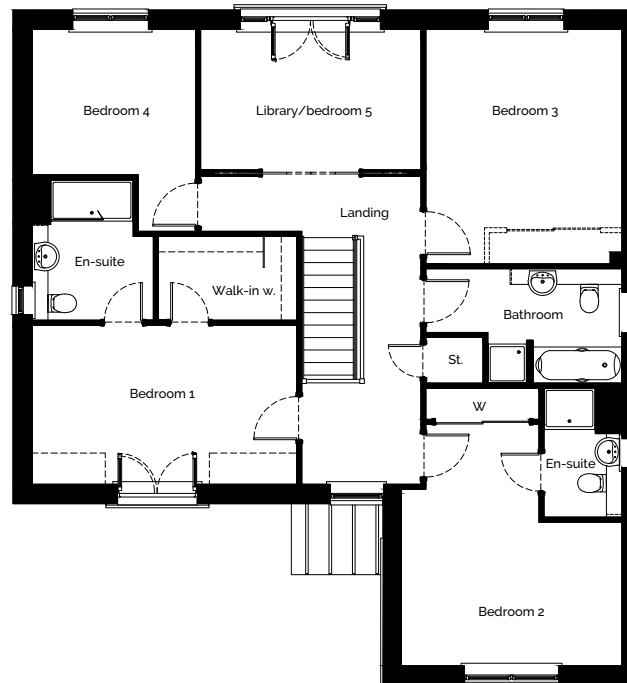 Bedroom 4
Library/bedroom 5
Bedroom 3
Landing
En-suite
Walk-in w.
Bathroom
St.
Bedroom 1
W
En-suite
Bedroom 2